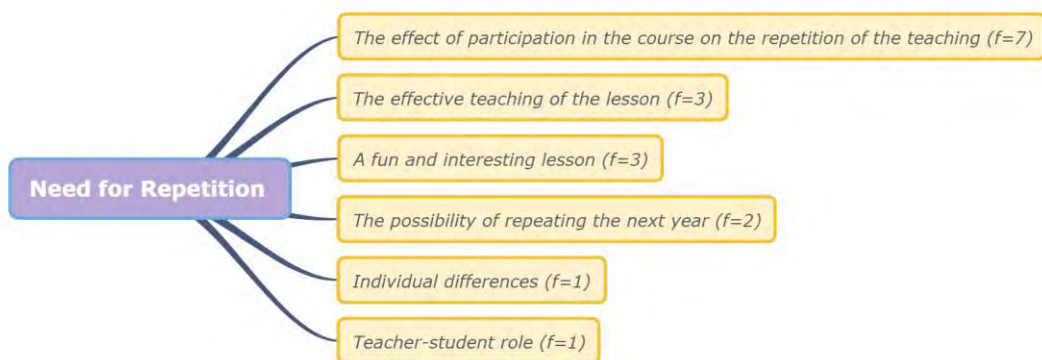 The effect of participation in the course on the repetition of the teaching (f=7)
The effective teaching of the lesson (f=3)
A fun and interesting lesson (f=3)
Need for Repetition
The possibility of repeating the next year (f=2)
Individual differences (f=1)
Teacher-student role (f=1)